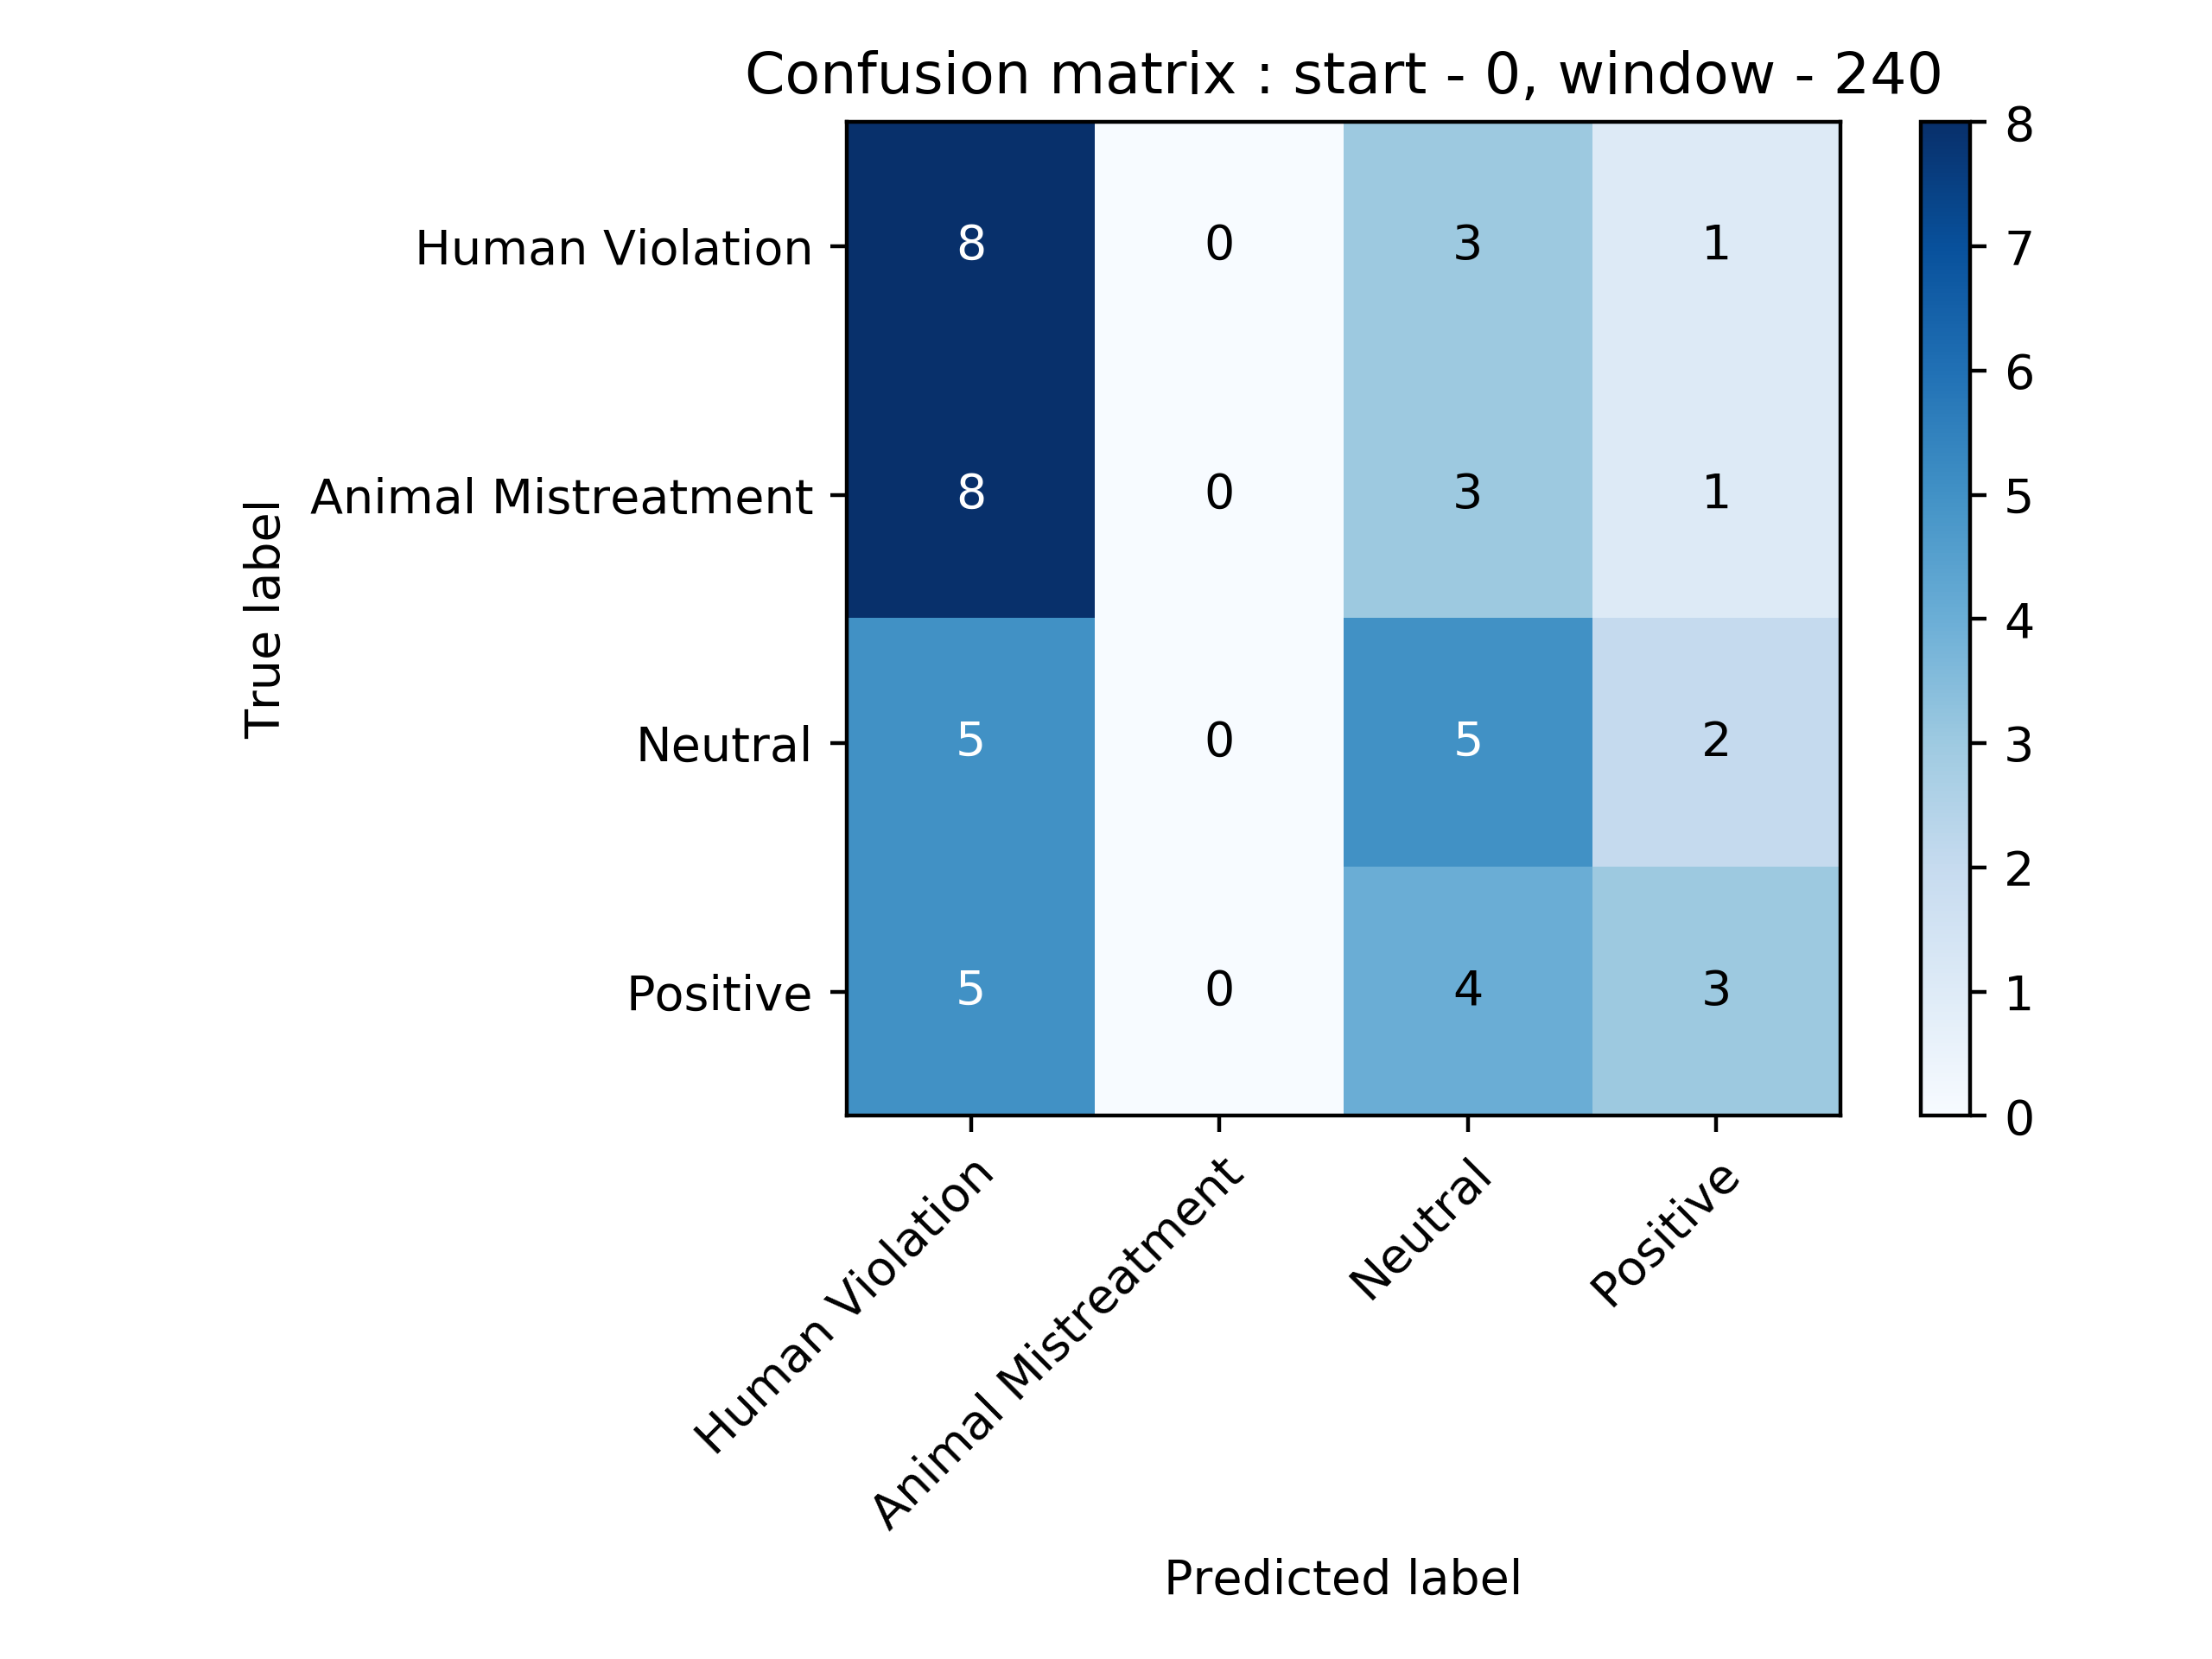 Confusion matrix : start - 0, window - 240
True label
Human Violation 8 0 3 1
Animal Mistreatment 8 0 3 1
Neutral 5 0 5 2
Positive 5 0 4 3
Human Violation
Animal Mistreatment
Neutral
Positive
Predicted label
8
7
6
5
4
3
2
1
0